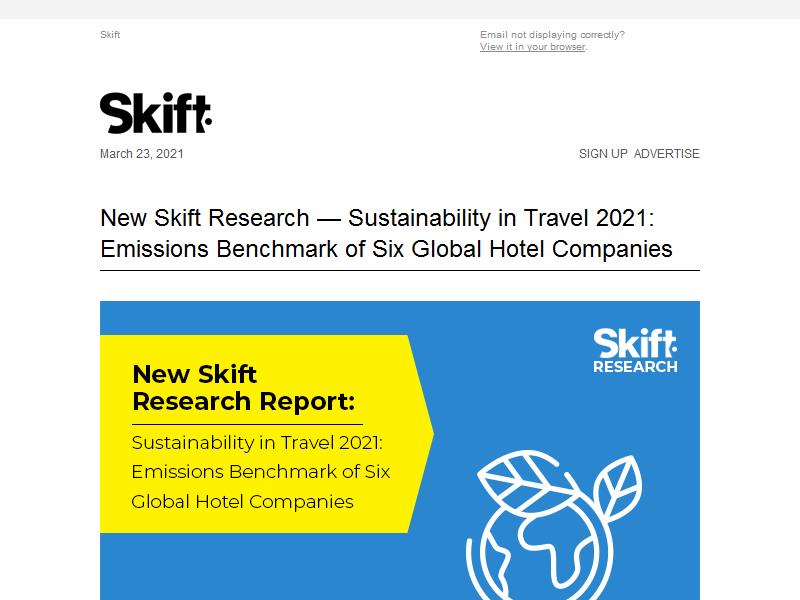 Skift
Email not displaying correctly?
View it in your browser.
Skift
March 23, 2021
SIGN UP ADVERTISE
New Skift Research — Sustainability in Travel 2021:
Emissions Benchmark of Six Global Hotel Companies
Skift
RESEARCH
New Skift
Research Report:
Sustainability in Travel 2021:
Emissions Benchmark of Six
Global Hotel Companies